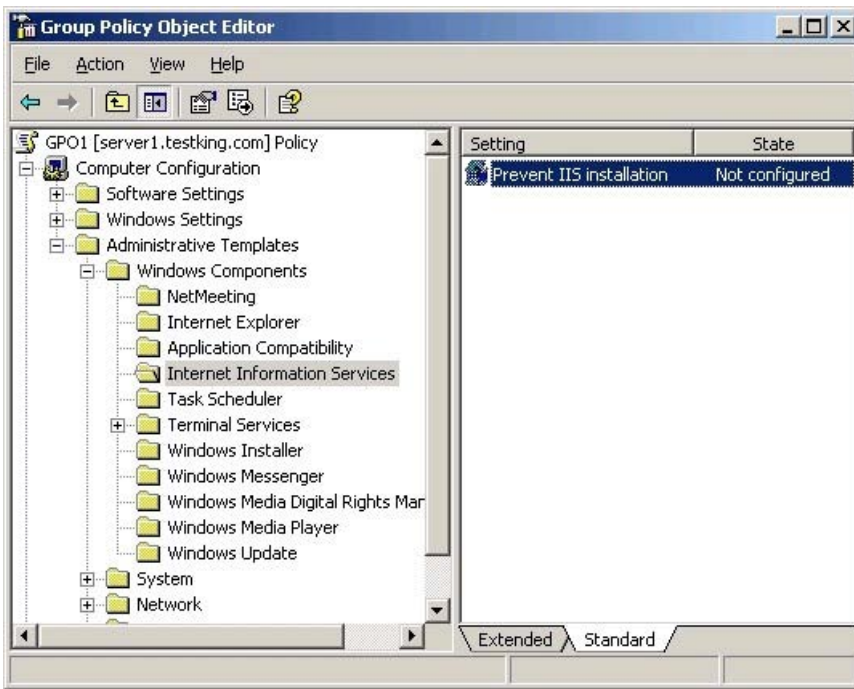 Group Policy Object Editor
File Action View Help
GPO1 [server1.testking.com] Policy
Computer Configuration
Software Settings
Windows Settings
Administrative Templates
Windows Components
NetMeeting
Internet Explorer
Application Compatibility
Internet Information Services
Task Scheduler
Terminal Services
Windows Installer
Windows Messenger
Windows Media Digital Rights Mar
Windows Media Player
Windows Update
System
Network
Setting State
Prevent IIS installation Not configured
Extended Standard